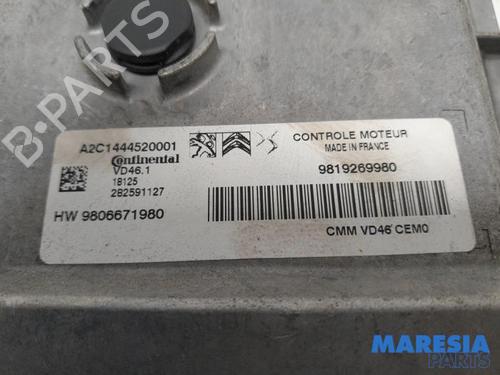 A2C1444520001
Continental
VD46.1
18125
282591127
HW 9806671980
CONTROLE MOTEUR
MADE IN FRANCE
9819269980
CMM VD46 CEM0
B-PARTS
MARESIA
PARTS